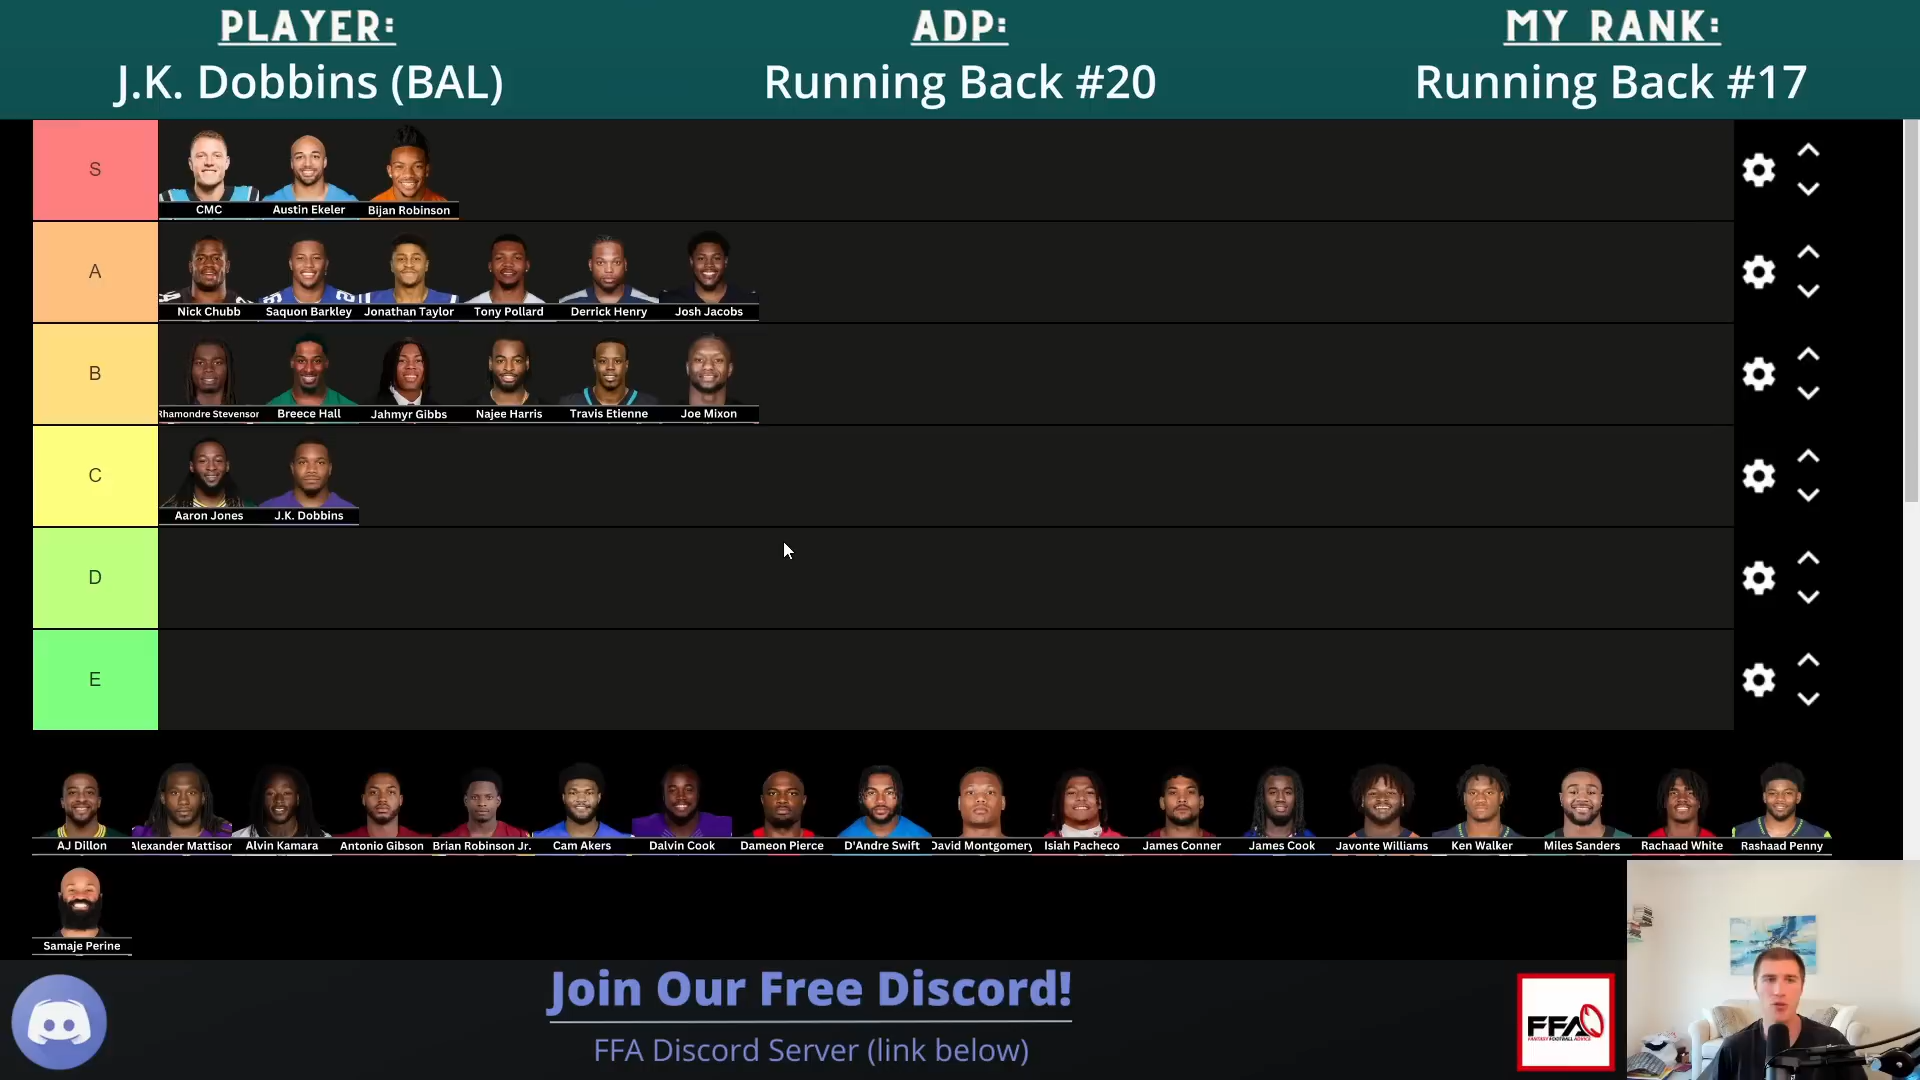 PLAYER:
J.K. Dobbins (BAL)
ADP:
Running Back #20
MY RANK:
Running Back #17
S
CMC
Austin Ekeler
Bijan Robinson
A
Nick Chubb
Saquon Barkley
Jonathan Taylor
Tony Pollard
Derrick Henry
Josh Jacobs
B
Rhamondre Stevenson
Breece Hall
Jahmyr Gibbs
Najee Harris
Travis Etienne
Joe Mixon
C
Aaron Jones
J.K. Dobbins
D
E
AJ Dillon
Alexander Mattison
Alvin Kamara
Antonio Gibson
Brian Robinson Jr.
Cam Akers
Dalvin Cook
Dameon Pierce
D'Andre Swift
David Montgomery
Isiah Pacheco
James Conner
James Cook
Javonte Williams
Ken Walker
Miles Sanders
Rachaad White
Rashaad Penny
Samaje Perine
Join Our Free Discord!
FFA Discord Server (link below)
FFA
FANTASY FOOTBALL ADVICE